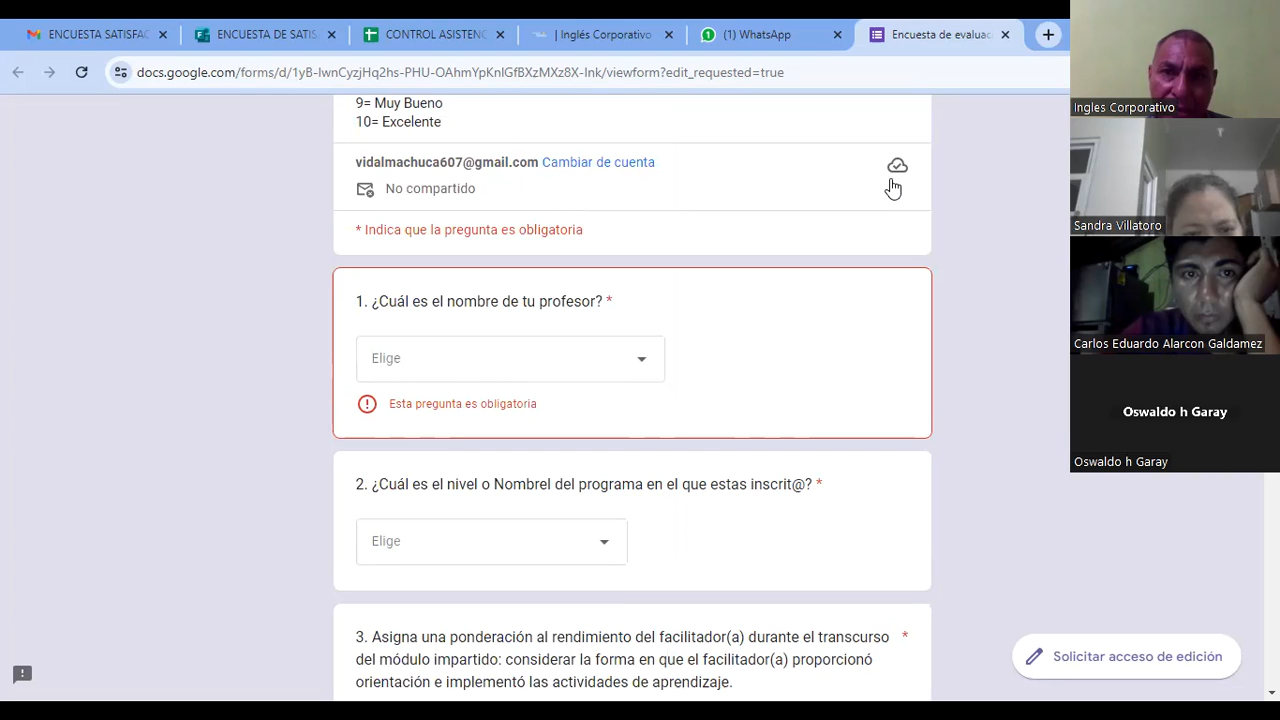 ENCUESTA SATISFAC
ENCUESTA DE SATIS
CONTROL ASISTENC
| Inglés Corporativo
(1) WhatsApp
Encuesta de evaluac
docs.google.com/forms/d/1yB-IwnCyzjHq2hs-PHU-OAhmYpKnlGfBXzMXz8X-Ink/viewform?edit_requested=true
9= Muy Bueno
10= Excelente
vidalmachuca607@gmail.com Cambiar de cuenta
No compartido
* Indica que la pregunta es obligatoria
1. ¿Cuál es el nombre de tu profesor? *
Elige
Esta pregunta es obligatoria
2. ¿Cuál es el nivel o Nombrel del programa en el que estas inscrit@? *
Elige
3. Asigna una ponderación al rendimiento del facilitador(a) durante el transcurso *
del módulo impartido: considerar la forma en que el facilitador(a) proporcionó
orientación e implementó las actividades de aprendizaje.
Solicitar acceso de edición
Ingles Corporativo
Sandra Villatoro
Carlos Eduardo Alarcon Galdamez
Oswaldo h Garay
Oswaldo h Garay